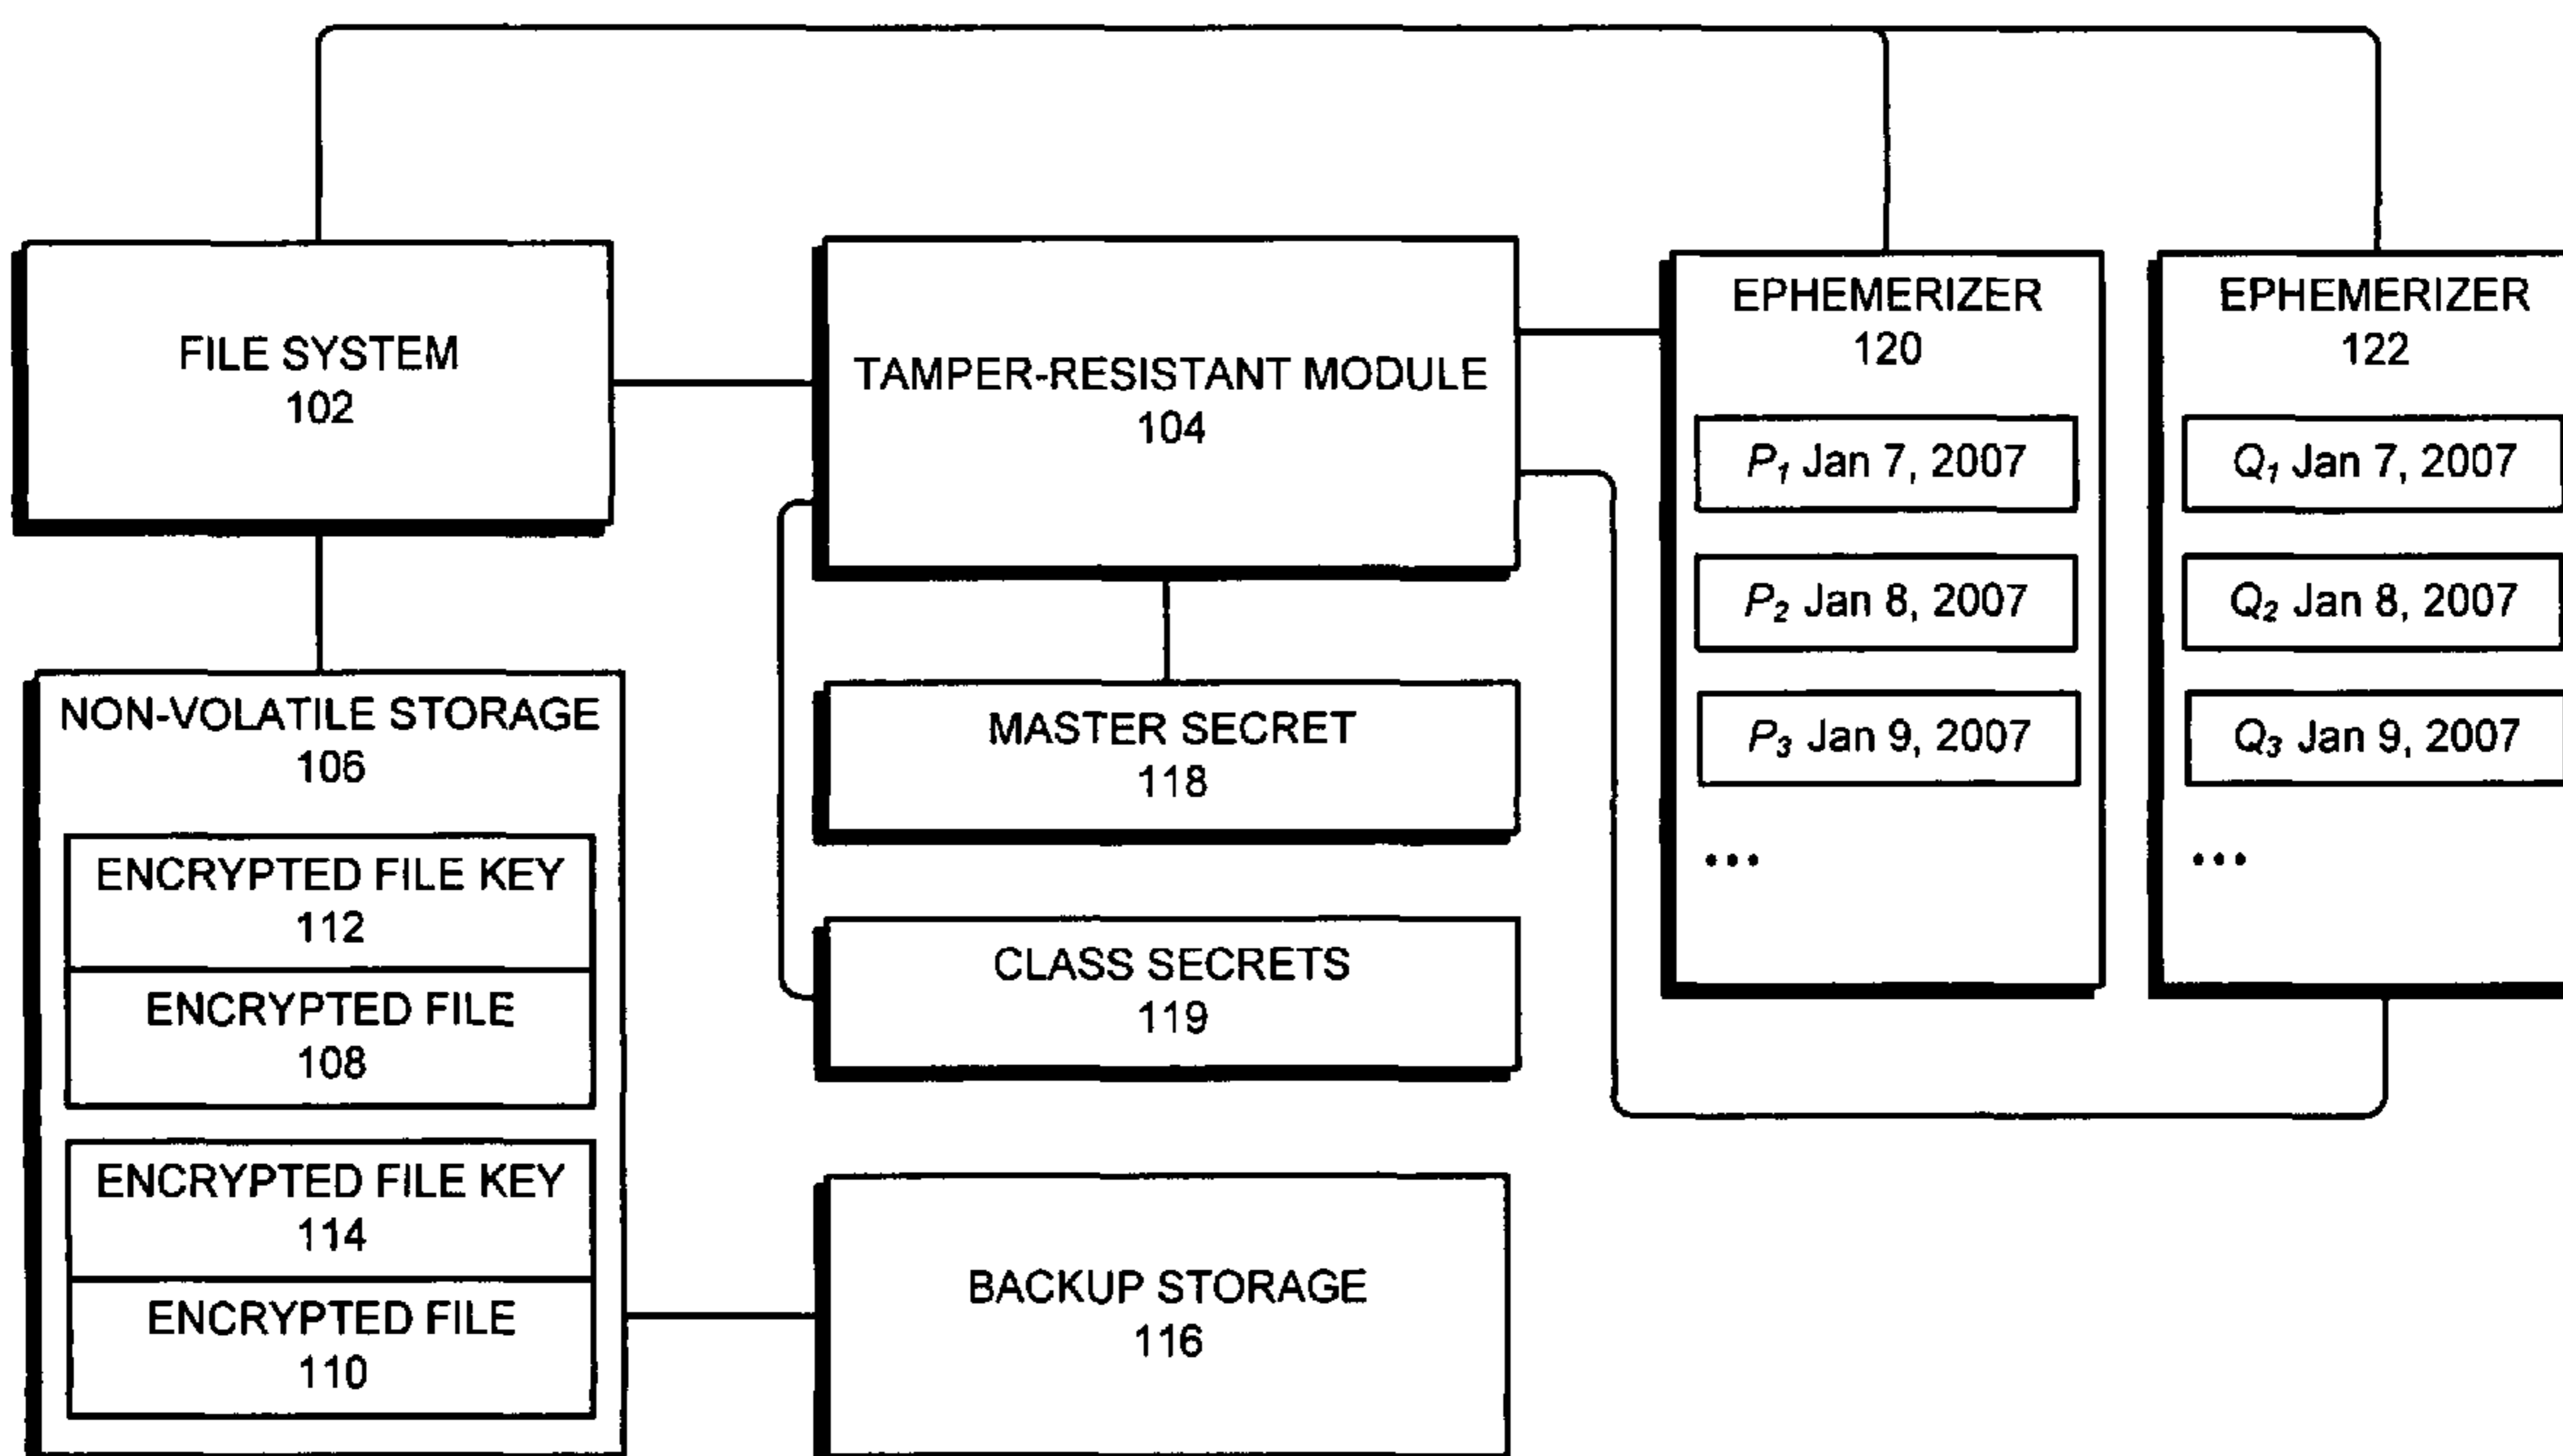 FILE SYSTEM
102
TAMPER-RESISTANT MODULE
104
EPHEMERIZER
120
P₁ Jan 7, 2007
P₂ Jan 8, 2007
P₃ Jan 9, 2007
...
EPHEMERIZER
122
Q₁ Jan 7, 2007
Q₂ Jan 8, 2007
Q₃ Jan 9, 2007
...
NON-VOLATILE STORAGE
106
ENCRYPTED FILE KEY
112
ENCRYPTED FILE
108
ENCRYPTED FILE KEY
114
ENCRYPTED FILE
110
MASTER SECRET
118
CLASS SECRETS
119
BACKUP STORAGE
116